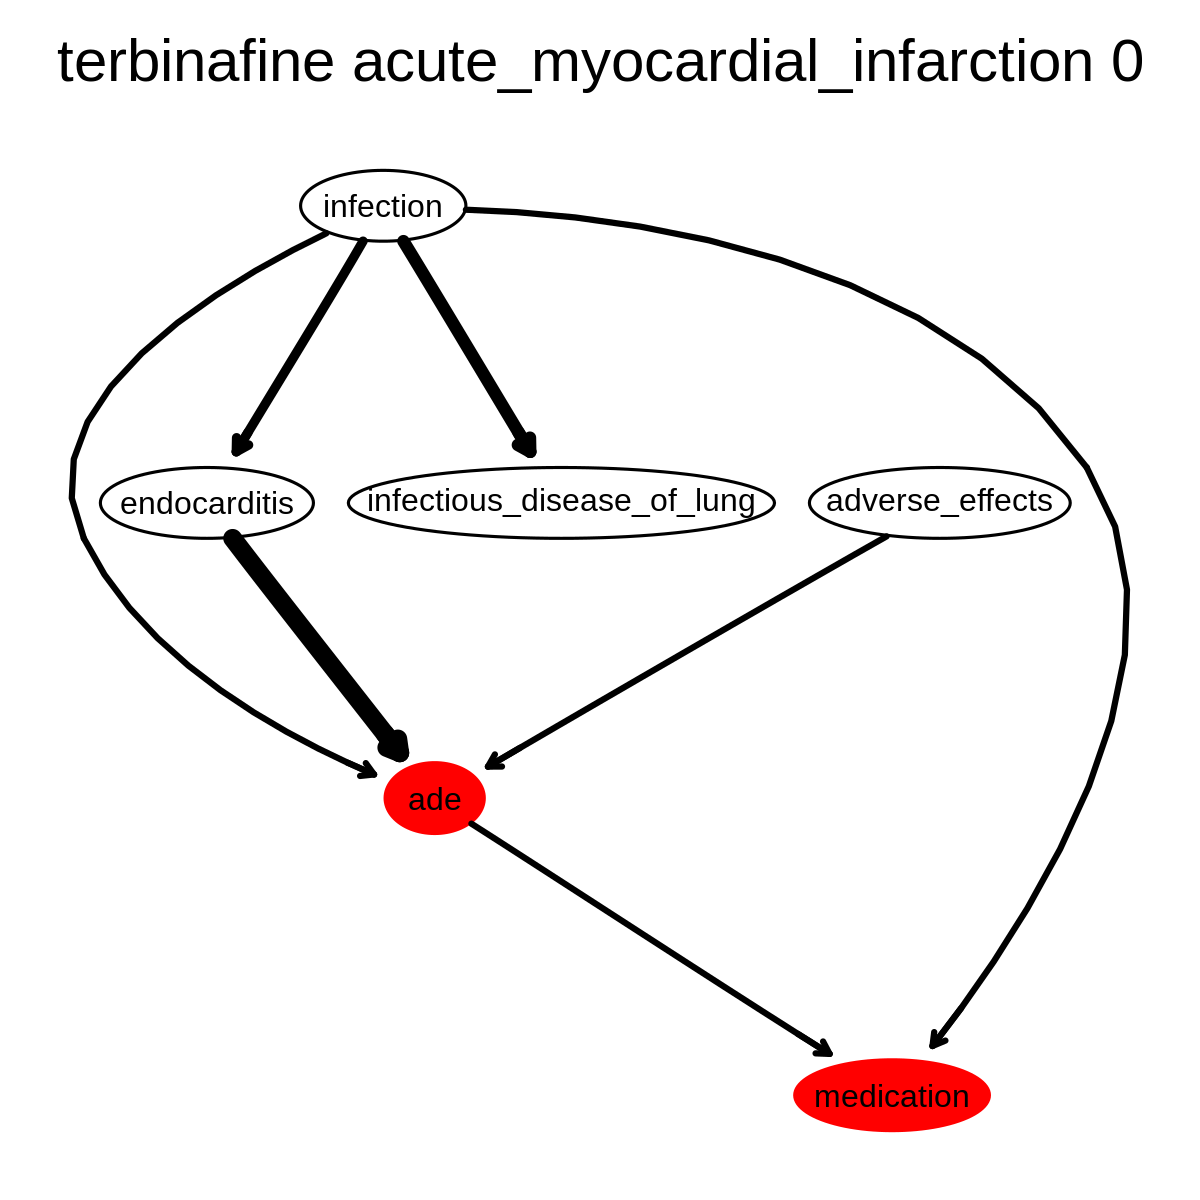 terbinafine acute_myocardial_infarction 0
infection
endocarditis
infectious_disease_of_lung
adverse_effects
ade
medication